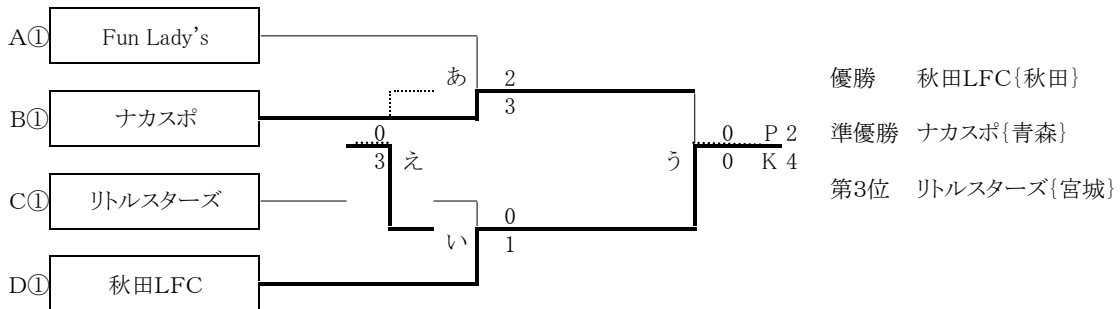 A① Fun Lady's
あ 2
優勝 秋田LFC{秋田}
B① ナカスポ
3
0
0 P 2
準優勝 ナカスポ{青森}
3 え
う 0 K 4
C① リトルスターズ
第3位 リトルスターズ{宮城}
0
い 1
D① 秋田LFC